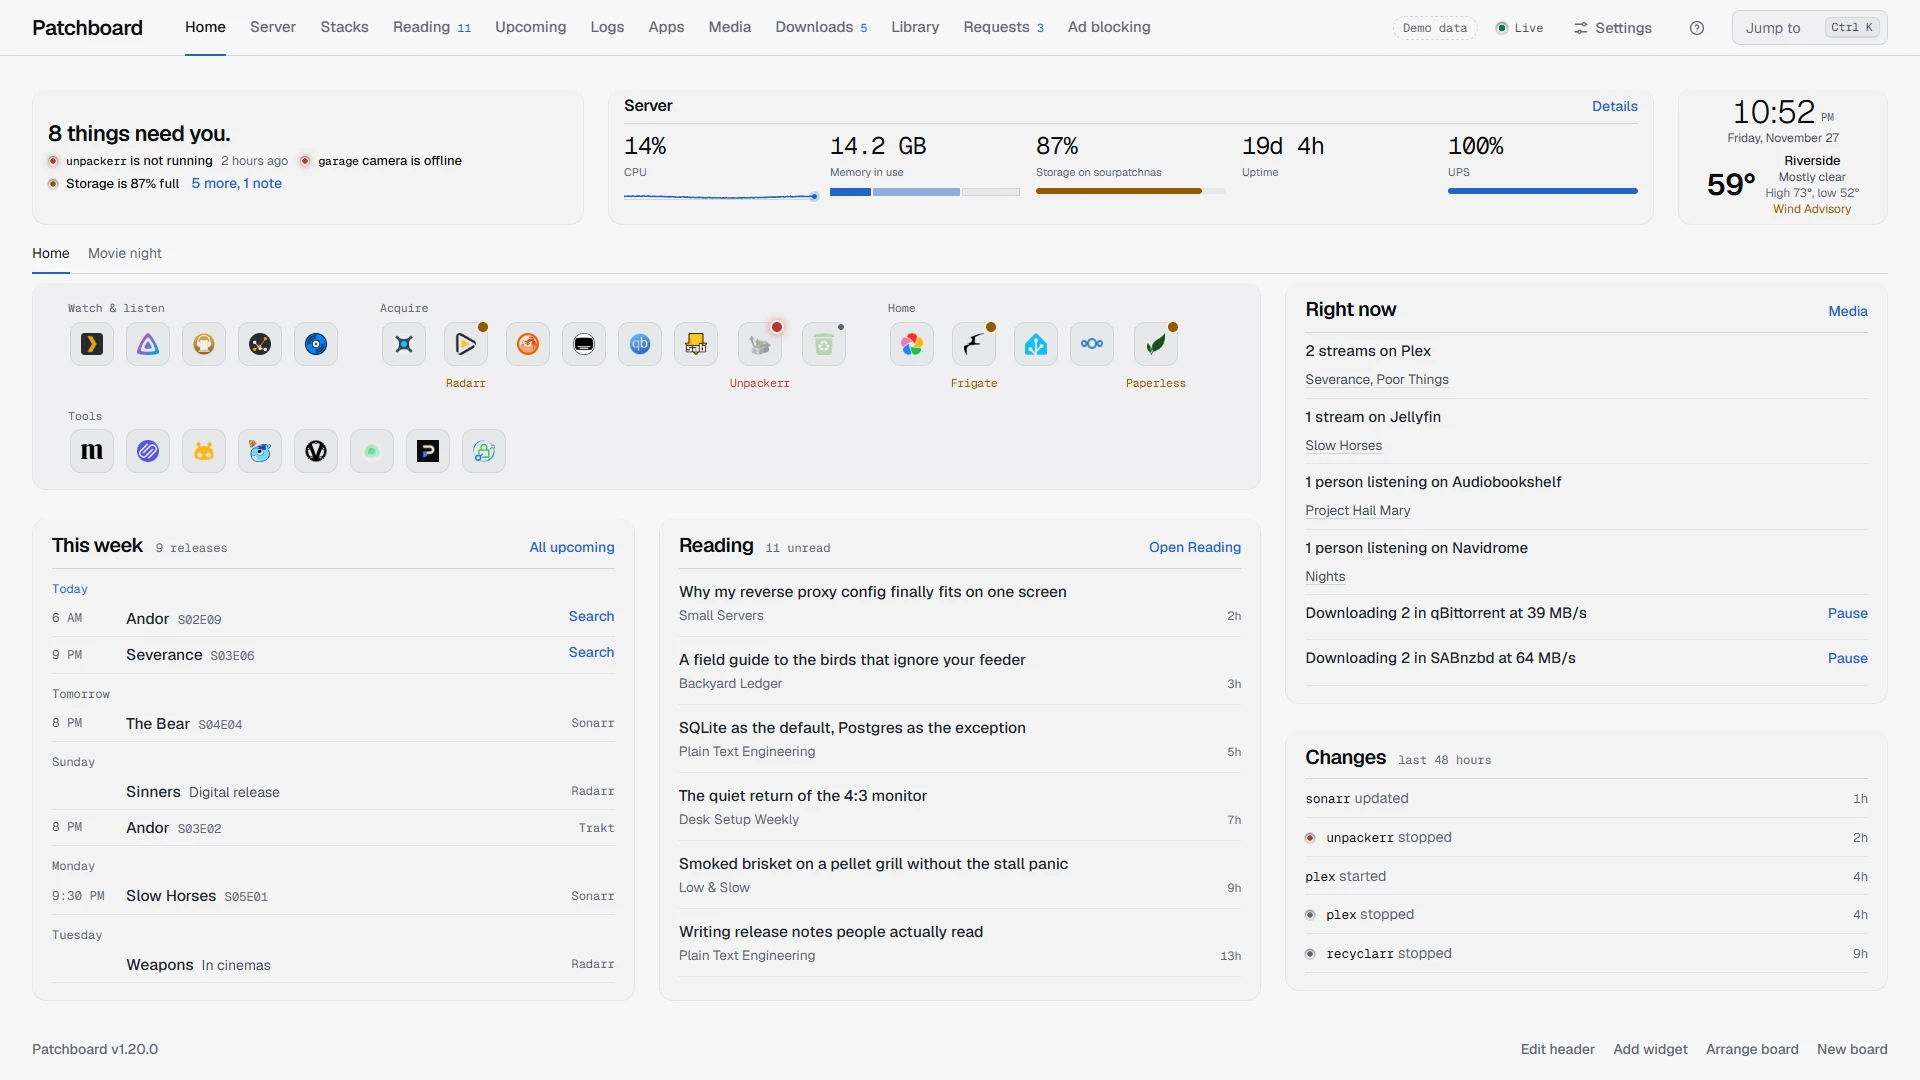 Patchboard
Home Server Stacks Reading 11 Upcoming Logs Apps Media Downloads 5 Library Requests 3 Ad blocking
Demo data Live Settings Jump to Ctrl K
8 things need you.
unpackerr is not running 2 hours ago garage camera is offline
Storage is 87% full 5 more, 1 note
Server Details
14% 14.2 GB 87% 19d 4h 100%
CPU Memory in use Storage on sourpatchnas Uptime UPS
10:52 PM
Friday, November 27
59°
Riverside
Mostly clear
High 73°, low 52°
Wind Advisory
Home Movie night
Watch & listen Acquire Home
qb
Radarr Unpackerr Frigate Paperless
Tools
m
This week 9 releases All upcoming
Today
6 AM Andor S02E09 Search
9 PM Severance S03E06 Search
Tomorrow
8 PM The Bear S04E04 Sonarr
Sunday
Sinners Digital release Radarr
8 PM Andor S03E02 Trakt
Monday
9:30 PM Slow Horses S05E01 Sonarr
Tuesday
Weapons In cinemas Radarr
Reading 11 unread Open Reading
Why my reverse proxy config finally fits on one screen
Small Servers 2h
A field guide to the birds that ignore your feeder
Backyard Ledger 3h
SQLite as the default, Postgres as the exception
Plain Text Engineering 5h
The quiet return of the 4:3 monitor
Desk Setup Weekly 7h
Smoked brisket on a pellet grill without the stall panic
Low & Slow 9h
Writing release notes people actually read
Plain Text Engineering 13h
Right now Media
2 streams on Plex
Severance, Poor Things
1 stream on Jellyfin
Slow Horses
1 person listening on Audiobookshelf
Project Hail Mary
1 person listening on Navidrome
Nights
Downloading 2 in qBittorrent at 39 MB/s Pause
Downloading 2 in SABnzbd at 64 MB/s Pause
Changes last 48 hours
sonarr updated 1h
unpackerr stopped 2h
plex started 4h
plex stopped 4h
recyclarr stopped 9h
Patchboard v1.20.0
Edit header Add widget Arrange board New board